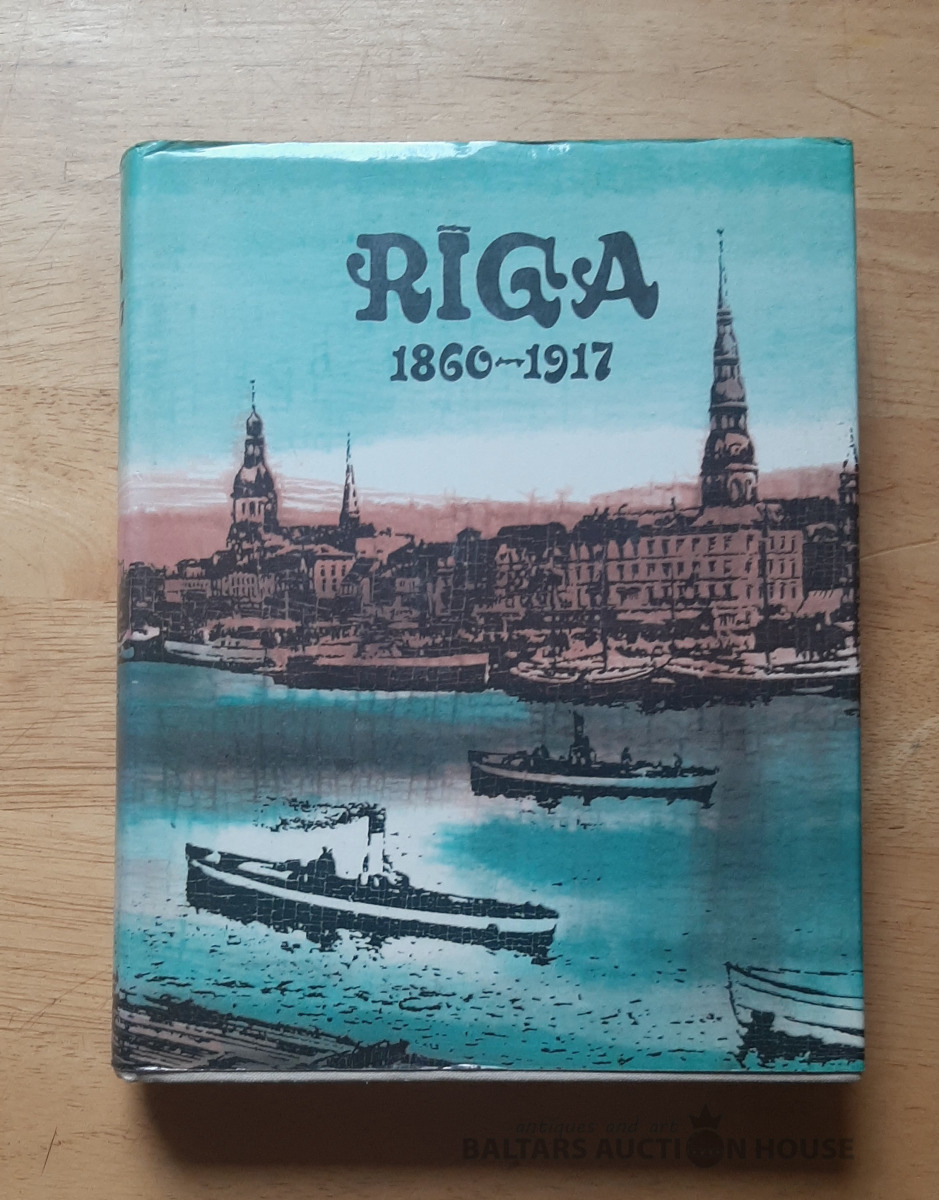 RĪGA
1860-1917
antiques and art
BALTARS AUCTION HOUSE